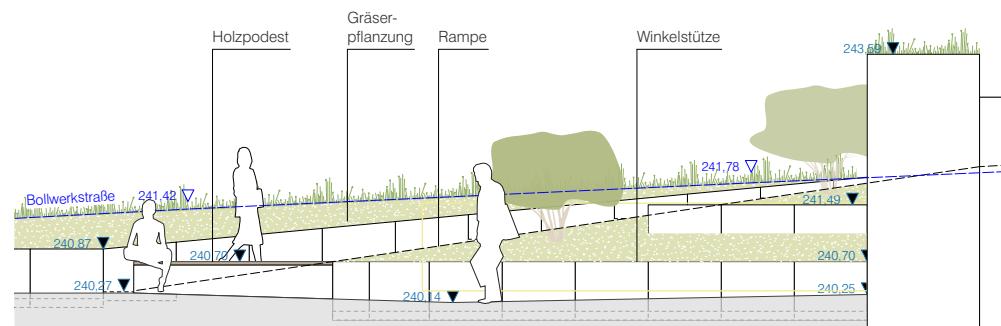 Gräser-
pflanzung
Holzpodest
Rampe
Winkelstütze
243,59
241,78
Bollwerkstraße
241,42
241,49
240,87
240,70
240,70
240,27
240,25
240,14